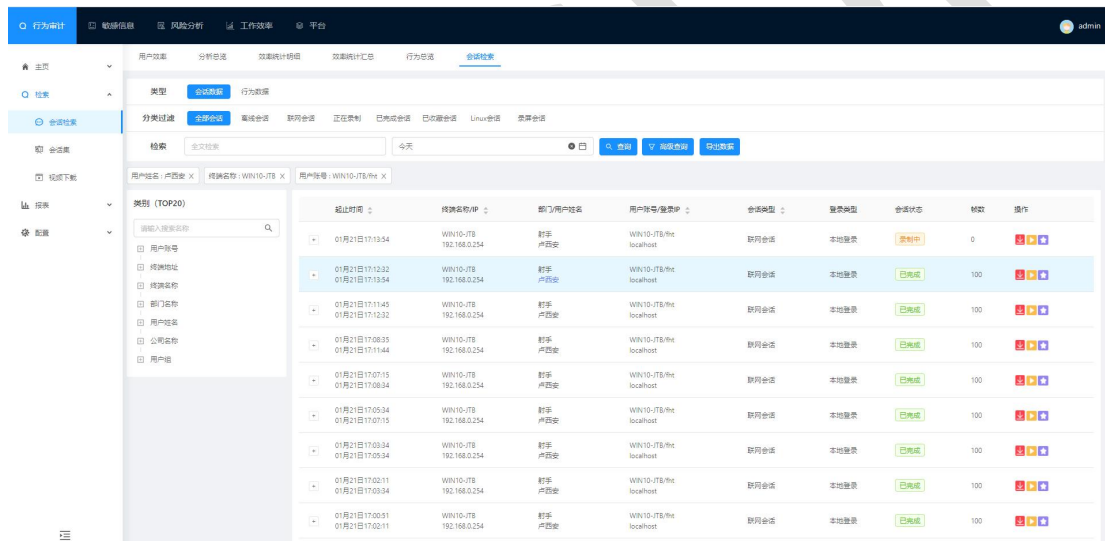 行为审计 敏感信息 风险分析 工作效率 平台 admin
主页
检索
会话检索
会话集
视频下载
报表
配置
用户效率 分析总览 效率统计明细 效率统计汇总 行为总览 会话检索
类型 会话数据 行为数据
分类过滤 全部会话 离线会话 联网会话 正在录制 已完成会话 已收藏会话 Linux会话 录屏会话
检索 全文检索 今天 查询 高级查询 导出数据
用户姓名 : 卢西安 X 终端名称 : WIN10-JTB X 用户账号 : WIN10-JTB/fht X
类别（TOP20）
请输入搜索名称
用户账号
终端地址
终端名称
部门名称
用户姓名
公司名称
用户组
起止时间 终端名称/IP 部门/用户姓名 用户账号/登录IP 会话类型 登录类型 会话状态 帧数 操作
01月21日17:13:54 WIN10-JTB 射手 WIN10-JTB/fht 联网会话 本地登录 录制中 0
192.168.0.254 卢西安 localhost
01月21日17:12:32 WIN10-JTB 射手 WIN10-JTB/fht 联网会话 本地登录 已完成 100
01月21日17:13:54 192.168.0.254 卢西安 localhost
01月21日17:11:45 WIN10-JTB 射手 WIN10-JTB/fht 联网会话 本地登录 已完成 100
01月21日17:12:32 192.168.0.254 卢西安 localhost
01月21日17:08:35 WIN10-JTB 射手 WIN10-JTB/fht 联网会话 本地登录 已完成 100
01月21日17:11:44 192.168.0.254 卢西安 localhost
01月21日17:07:15 WIN10-JTB 射手 WIN10-JTB/fht 联网会话 本地登录 已完成 100
01月21日17:08:34 192.168.0.254 卢西安 localhost
01月21日17:05:34 WIN10-JTB 射手 WIN10-JTB/fht 联网会话 本地登录 已完成 100
01月21日17:07:15 192.168.0.254 卢西安 localhost
01月21日17:03:34 WIN10-JTB 射手 WIN10-JTB/fht 联网会话 本地登录 已完成 100
01月21日17:05:34 192.168.0.254 卢西安 localhost
01月21日17:02:11 WIN10-JTB 射手 WIN10-JTB/fht 联网会话 本地登录 已完成 100
01月21日17:03:34 192.168.0.254 卢西安 localhost
01月21日17:00:51 WIN10-JTB 射手 WIN10-JTB/fht 联网会话 本地登录 已完成 100
01月21日17:02:11 192.168.0.254 卢西安 localhost